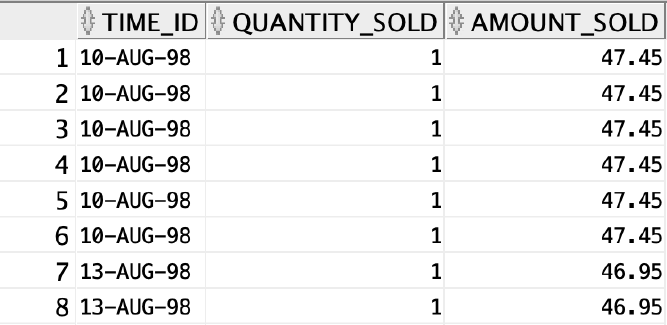 TIME_ID QUANTITY_SOLD AMOUNT_SOLD
1 10-AUG-98 1 47.45
2 10-AUG-98 1 47.45
3 10-AUG-98 1 47.45
4 10-AUG-98 1 47.45
5 10-AUG-98 1 47.45
6 10-AUG-98 1 47.45
7 13-AUG-98 1 46.95
8 13-AUG-98 1 46.95